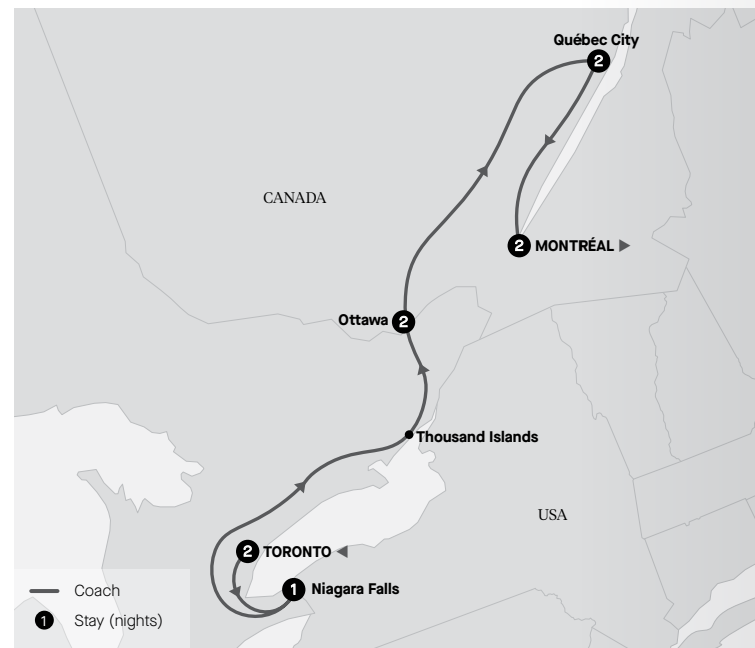 Québec City
2
CANADA
2 MONTRÉAL
Ottawa 2
Thousand Islands
USA
2 TORONTO
1 Niagara Falls
Coach
1 Stay (nights)